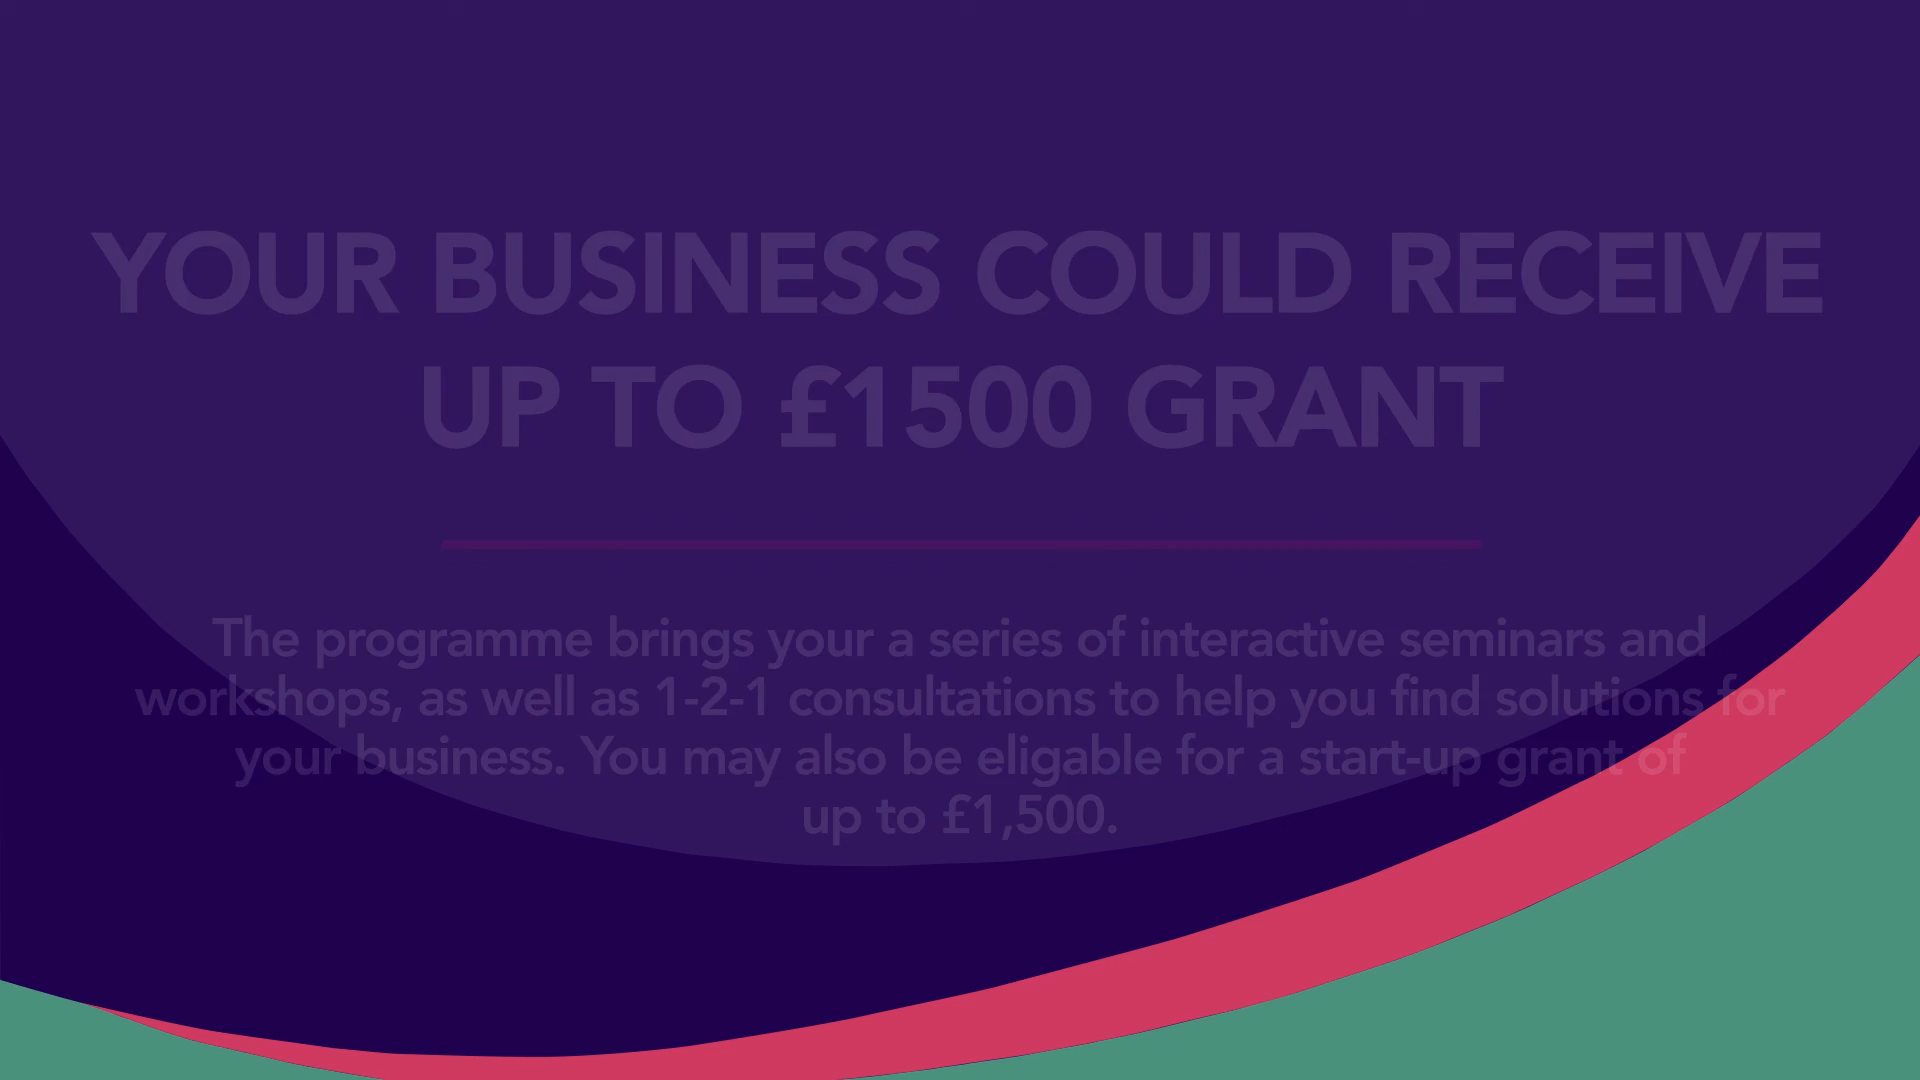 YOUR BUSINESS COULD RECEIVE
UP TO £1500 GRANT
The programme brings your a series of interactive seminars and
workshops, as well as 1-2-1 consultations to help you find solutions for
your business. You may also be eligable for a start-up grant of
up to £1,500.